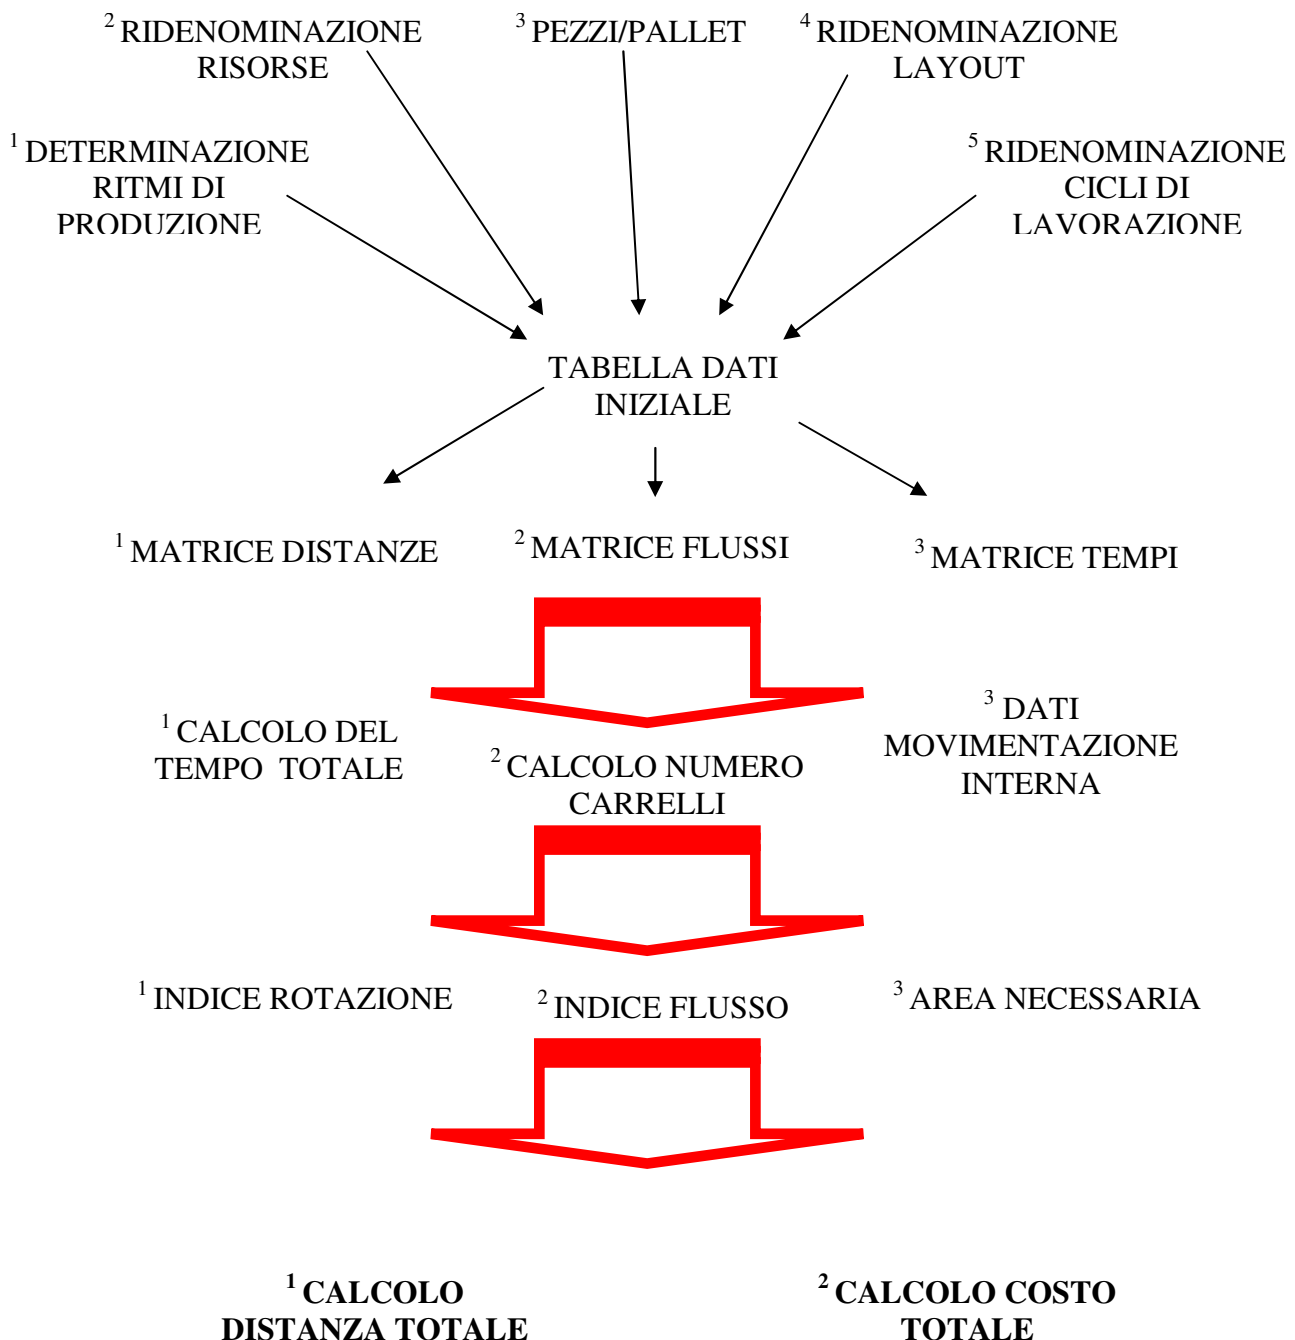 2 RIDENOMINAZIONE
RISORSE
3 PEZZI/PALLET
4 RIDENOMINAZIONE
LAYOUT
1 DETERMINAZIONE
RITMI DI
PRODUZIONE
5 RIDENOMINAZIONE
CICLI DI
LAVORAZIONE
TABELLA DATI
INIZIALE
1 MATRICE DISTANZE
2 MATRICE FLUSSI
3 MATRICE TEMPI
1 CALCOLO DEL
TEMPO TOTALE
2 CALCOLO NUMERO
CARRELLI
3 DATI
MOVIMENTAZIONE
INTERNA
1 INDICE ROTAZIONE
2 INDICE FLUSSO
3 AREA NECESSARIA
1 CALCOLO
DISTANZA TOTALE
2 CALCOLO COSTO
TOTALE